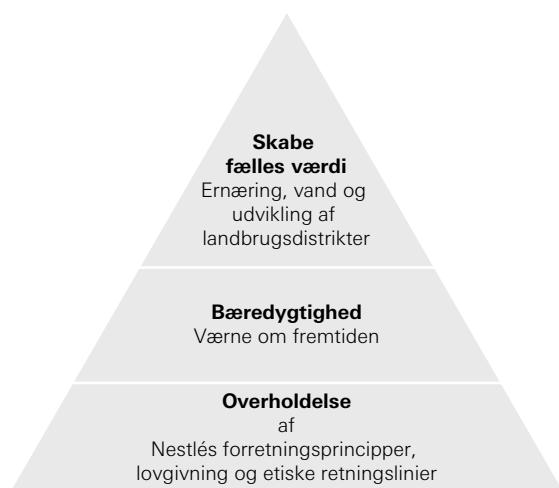 Skabe
fælles værdi
Ernæring, vand og
udvikling af
landbrugsdistrikter
Bæredygtighed
Værne om fremtiden
Overholdelse
af
Nestlés forretningsprincipper,
lovgivning og etiske retningslinier